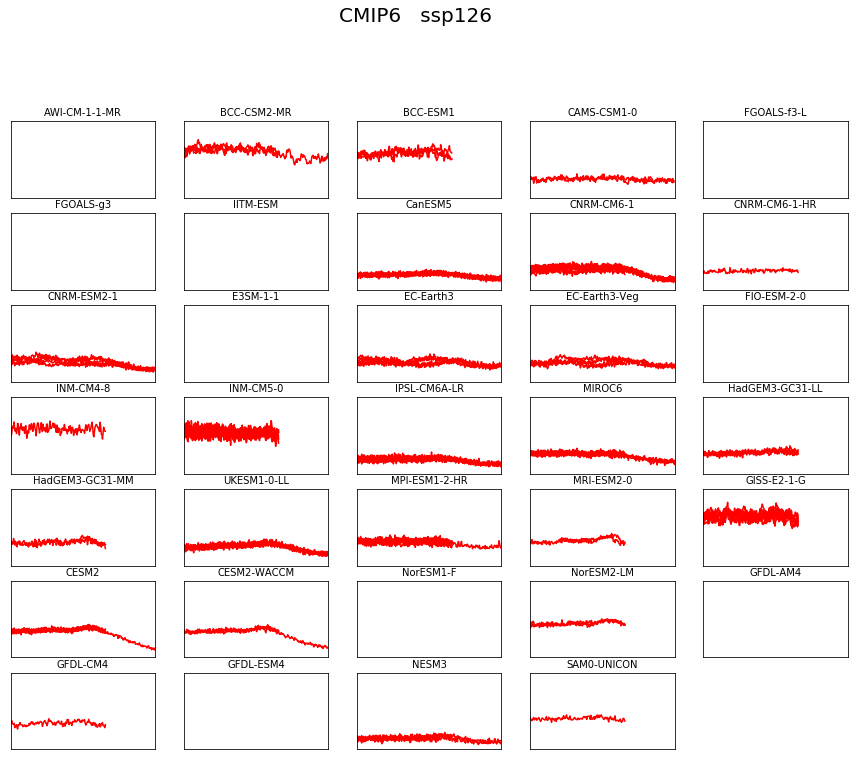 CMIP6   ssp126
AWI-CM-1-1-MR
BCC-CSM2-MR
BCC-ESM1
CAMS-CSM1-0
FGOALS-f3-L
FGOALS-g3
IITM-ESM
CanESM5
CNRM-CM6-1
CNRM-CM6-1-HR
CNRM-ESM2-1
E3SM-1-1
EC-Earth3
EC-Earth3-Veg
FIO-ESM-2-0
INM-CM4-8
INM-CM5-0
IPSL-CM6A-LR
MIROC6
HadGEM3-GC31-LL
HadGEM3-GC31-MM
UKESM1-0-LL
MPI-ESM1-2-HR
MRI-ESM2-0
GISS-E2-1-G
CESM2
CESM2-WACCM
NorESM1-F
NorESM2-LM
GFDL-AM4
GFDL-CM4
GFDL-ESM4
NESM3
SAM0-UNICON